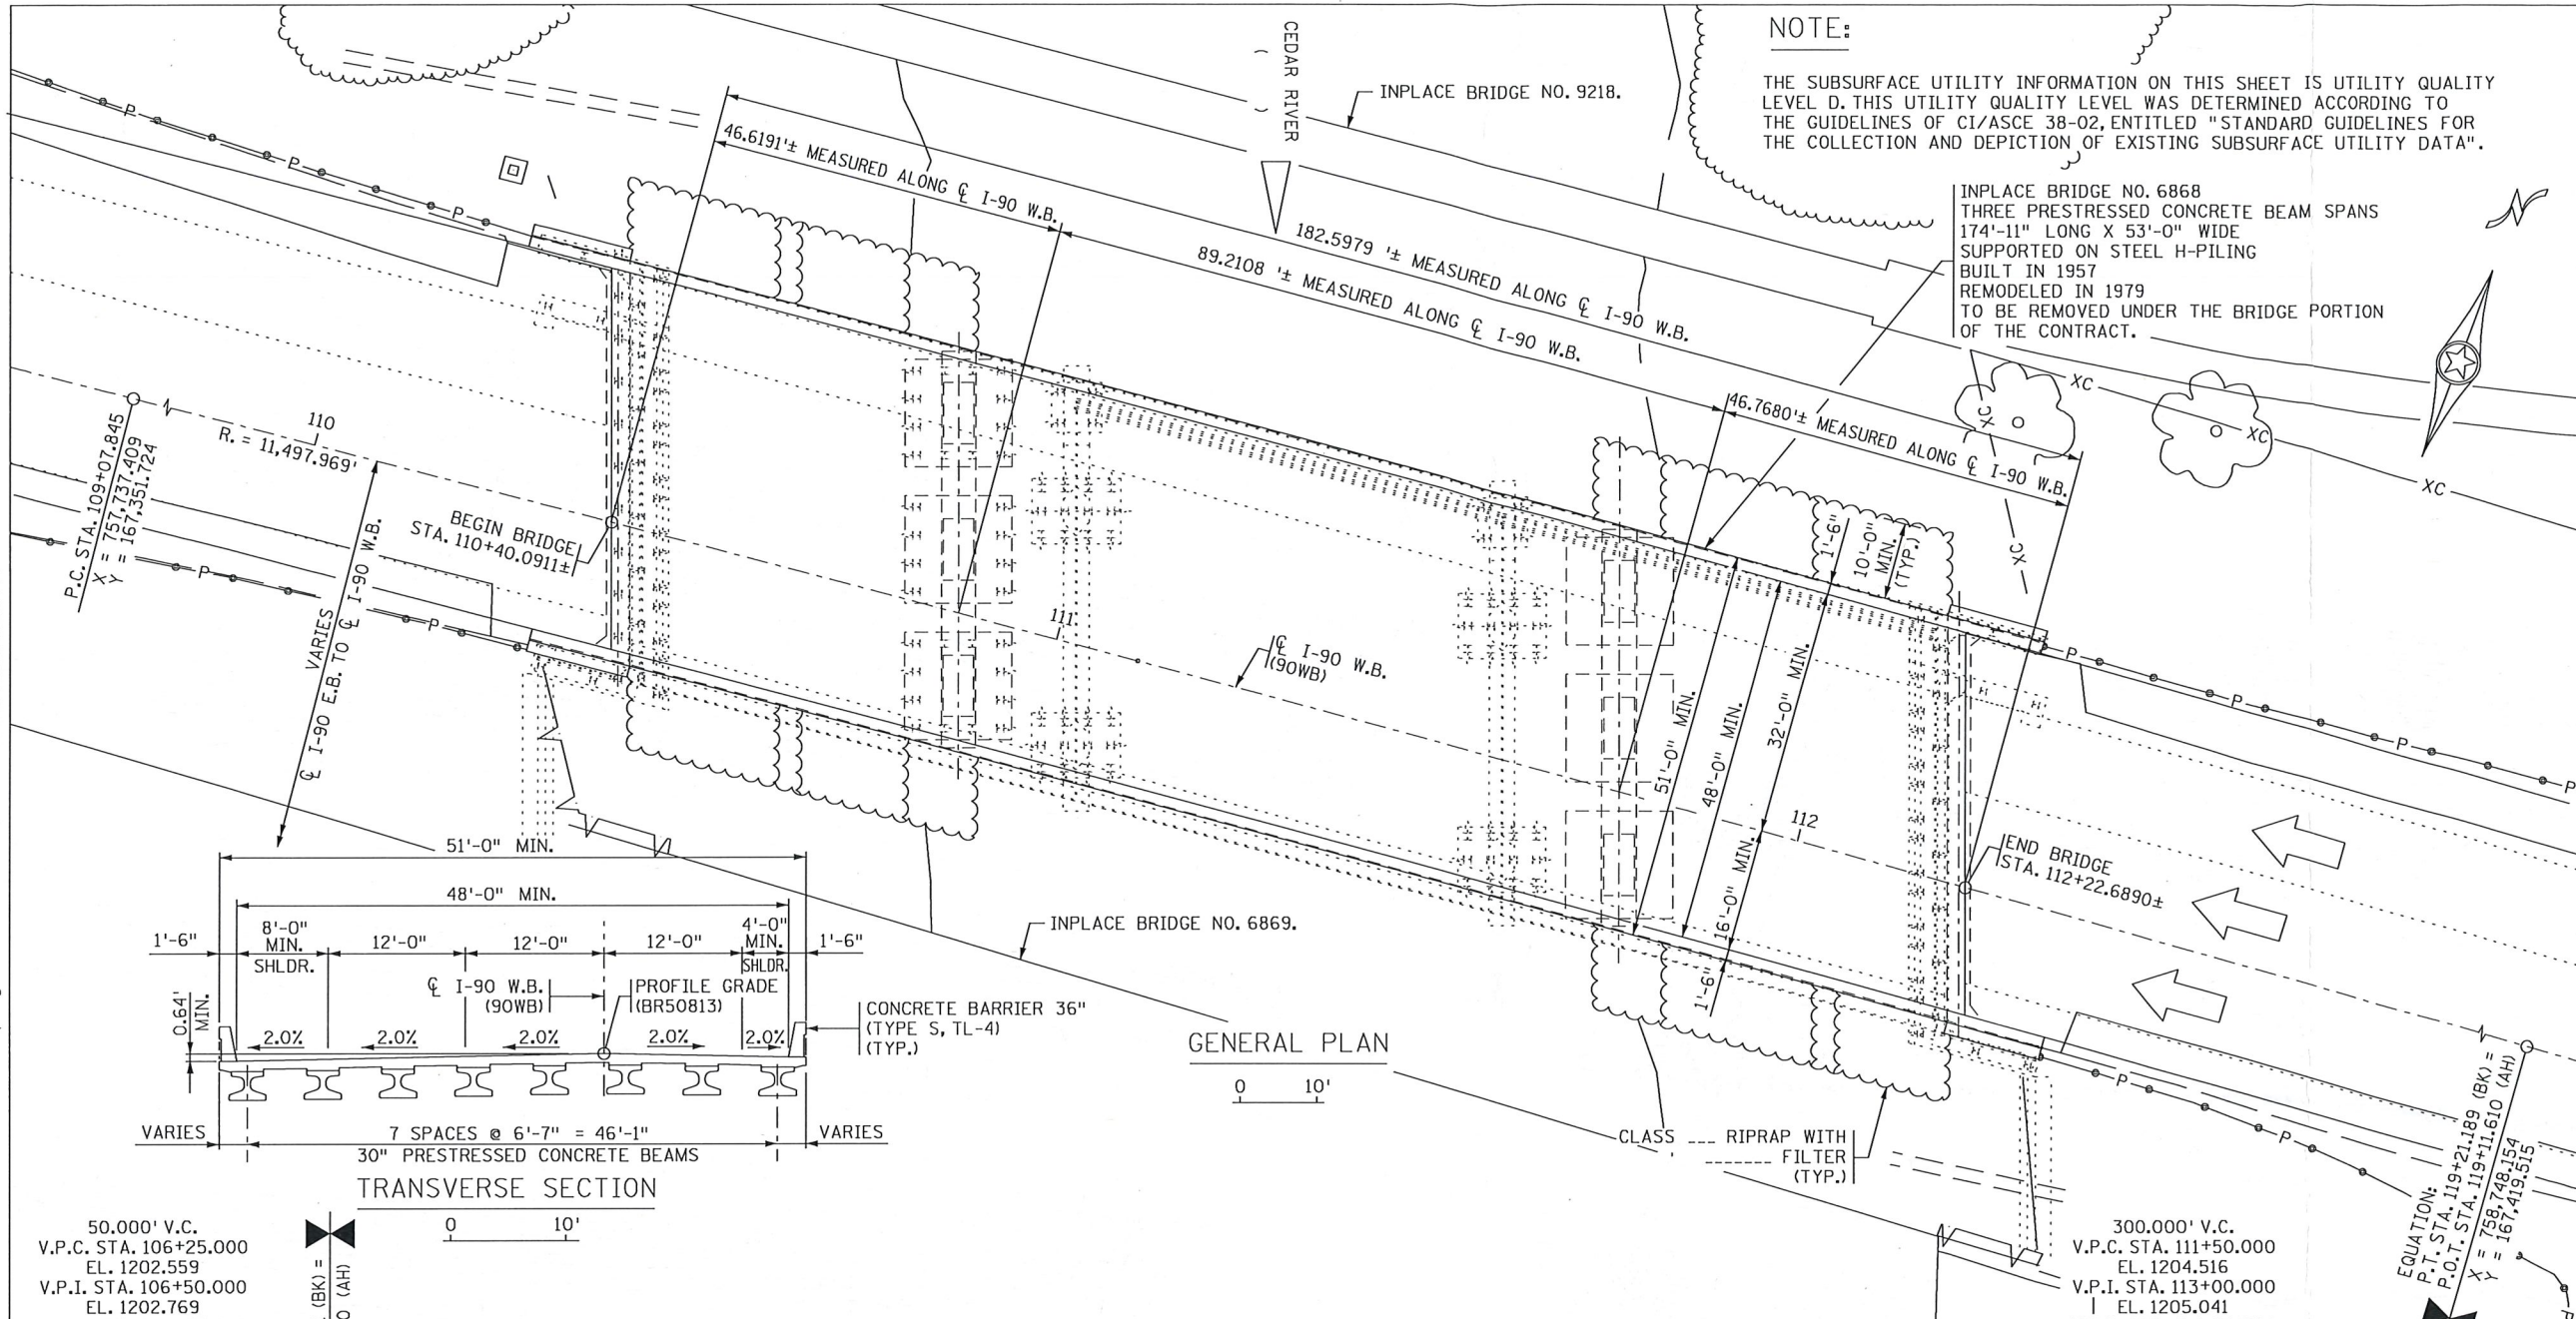 NOTE:
THE SUBSURFACE UTILITY INFORMATION ON THIS SHEET IS UTILITY QUALITY
LEVEL D. THIS UTILITY QUALITY LEVEL WAS DETERMINED ACCORDING TO
THE GUIDELINES OF CI/ASCE 38-02, ENTITLED "STANDARD GUIDELINES FOR
THE COLLECTION AND DEPICTION OF EXISTING SUBSURFACE UTILITY DATA".
CEDAR RIVER
INPLACE BRIDGE NO. 9218.
INPLACE BRIDGE NO. 6868
THREE PRESTRESSED CONCRETE BEAM SPANS
174'-11" LONG X 53'-0" WIDE
SUPPORTED ON STEEL H-PILING
BUILT IN 1957
REMODELED IN 1979
TO BE REMOVED UNDER THE BRIDGE PORTION
OF THE CONTRACT.
N
46.6191'± MEASURED ALONG ℄ I-90 W.B.
182.5979 '± MEASURED ALONG ℄ I-90 W.B.
89.2108 '± MEASURED ALONG ℄ I-90 W.B.
46.7680'± MEASURED ALONG ℄ I-90 W.B.
P
P
P
XC
XC
XC
XC
XC
P.C. STA. 109+07.845
X = 757,737.409
Y = 167,351.724
110
R. = 11,497.969'
BEGIN BRIDGE
STA. 110+40.0911±
VARIES
℄ I-90 E.B. TO ℄ I-90 W.B.
P
P
111
℄ I-90 W.B.
(90WB)
1'-6"
10'-0"
MIN.
(TYP.)
51'-0" MIN.
48'-0" MIN.
32'-0" MIN.
16'-0" MIN.
1'-6"
112
END BRIDGE
STA. 112+22.6890±
P
P
P
P
P
P
INPLACE BRIDGE NO. 6869.
51'-0" MIN.
48'-0" MIN.
1'-6"
8'-0"
MIN.
SHLDR.
12'-0"
12'-0"
12'-0"
4'-0"
MIN.
SHLDR.
1'-6"
℄ I-90 W.B.
(90WB)
PROFILE GRADE
(BR50813)
CONCRETE BARRIER 36"
(TYPE S, TL-4)
(TYP.)
0.64'
MIN.
2.0%
2.0%
2.0%
2.0%
2.0%
VARIES
7 SPACES @ 6'-7" = 46'-1"
VARIES
30" PRESTRESSED CONCRETE BEAMS
TRANSVERSE SECTION
0 10'
GENERAL PLAN
0 10'
CLASS ___ RIPRAP WITH
_______ FILTER
(TYP.)
50.000' V.C.
V.P.C. STA. 106+25.000
EL. 1202.559
V.P.I. STA. 106+50.000
EL. 1202.769
(BK) =
0 (AH)
300.000' V.C.
V.P.C. STA. 111+50.000
EL. 1204.516
V.P.I. STA. 113+00.000
EL. 1205.041
EQUATION:
P.T. STA. 119+21.189 (BK) =
P.O.T. STA. 119+11.610 (AH)
X = 758,748.154
Y = 167,419.515